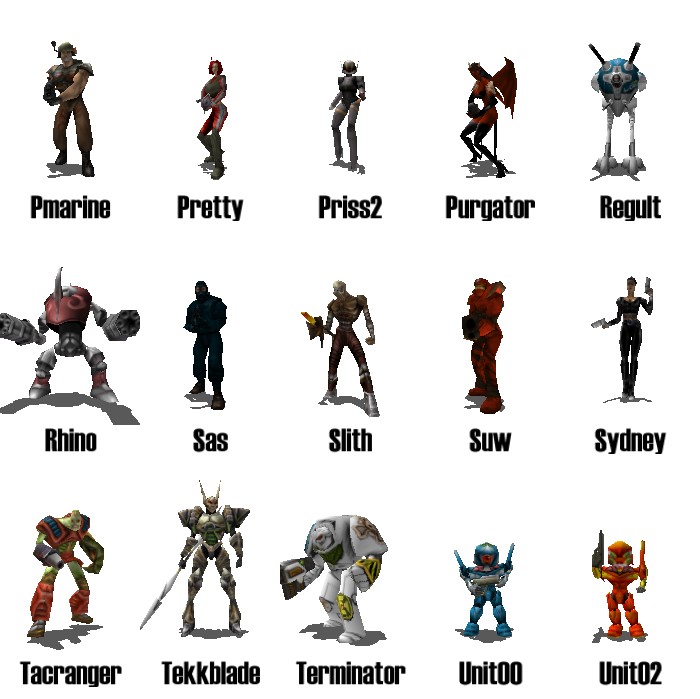 Pmarine Pretty Priss2 Purgator Regult
Rhino Sas Slith Suw Sydney
Tacranger Tekkblade Terminator Unit00 Unit02